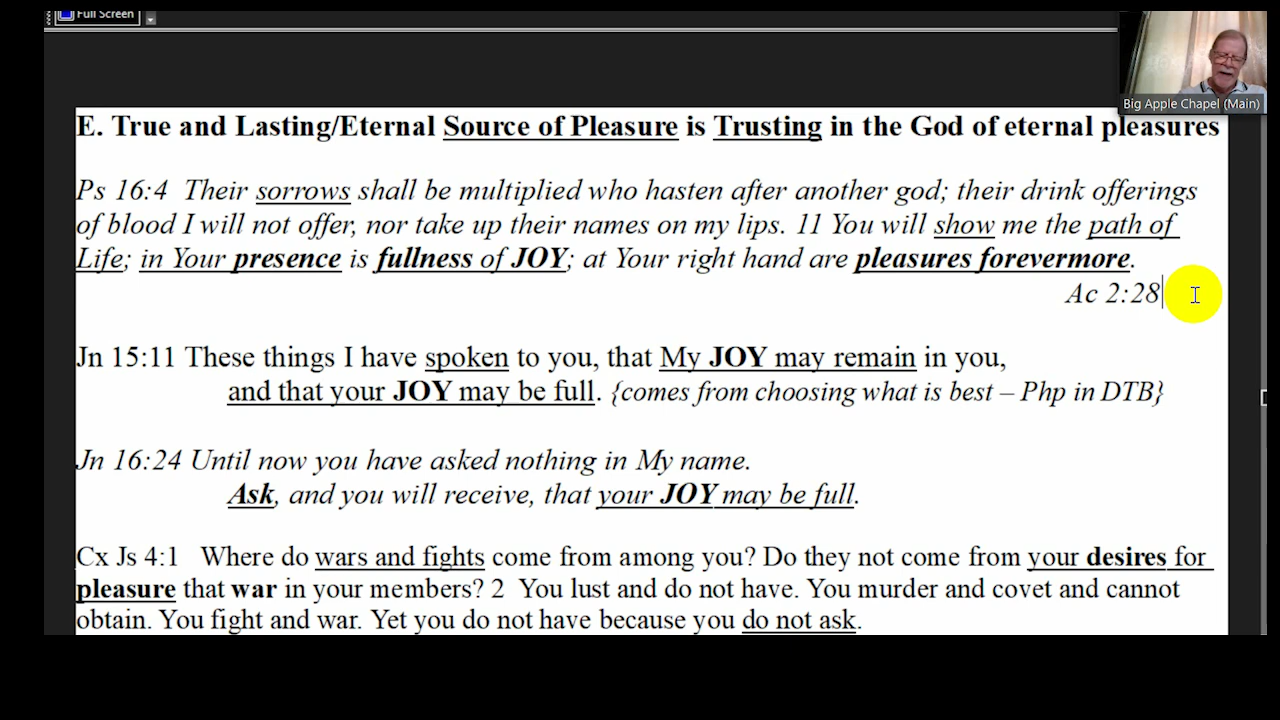 Full Screen
Big Apple Chapel (Main)
E. True and Lasting/Eternal Source of Pleasure is Trusting in the God of eternal pleasures
Ps 16:4 Their sorrows shall be multiplied who hasten after another god; their drink offerings
of blood I will not offer, nor take up their names on my lips. 11 You will show me the path of
Life; in Your presence is fullness of JOY; at Your right hand are pleasures forevermore.
Ac 2:28
Jn 15:11 These things I have spoken to you, that My JOY may remain in you,
and that your JOY may be full. {comes from choosing what is best – Php in DTB}
Jn 16:24 Until now you have asked nothing in My name.
Ask, and you will receive, that your JOY may be full.
Cx Js 4:1 Where do wars and fights come from among you? Do they not come from your desires for
pleasure that war in your members? 2 You lust and do not have. You murder and covet and cannot
obtain. You fight and war. Yet you do not have because you do not ask.